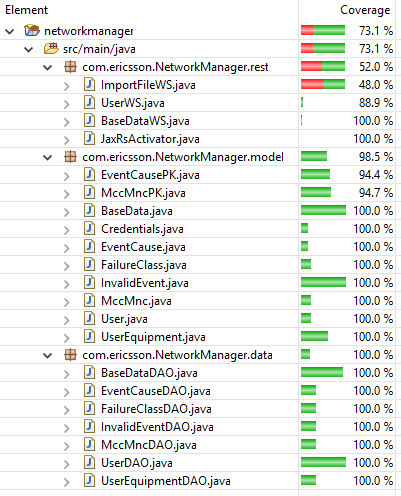 Element Coverage
networkmanager 73.1 %
src/main/java 73.1 %
com.ericsson.NetworkManager.rest 52.0 %
ImportFileWS.java 48.0 %
UserWS.java 88.9 %
BaseDataWS.java 100.0 %
JaxRsActivator.java 100.0 %
com.ericsson.NetworkManager.model 98.5 %
EventCausePK.java 94.4 %
MccMncPK.java 94.7 %
BaseData.java 100.0 %
Credentials.java 100.0 %
EventCause.java 100.0 %
FailureClass.java 100.0 %
InvalidEvent.java 100.0 %
MccMnc.java 100.0 %
User.java 100.0 %
UserEquipment.java 100.0 %
com.ericsson.NetworkManager.data 100.0 %
BaseDataDAO.java 100.0 %
EventCauseDAO.java 100.0 %
FailureClassDAO.java 100.0 %
InvalidEventDAO.java 100.0 %
MccMncDAO.java 100.0 %
UserDAO.java 100.0 %
UserEquipmentDAO.java 100.0 %